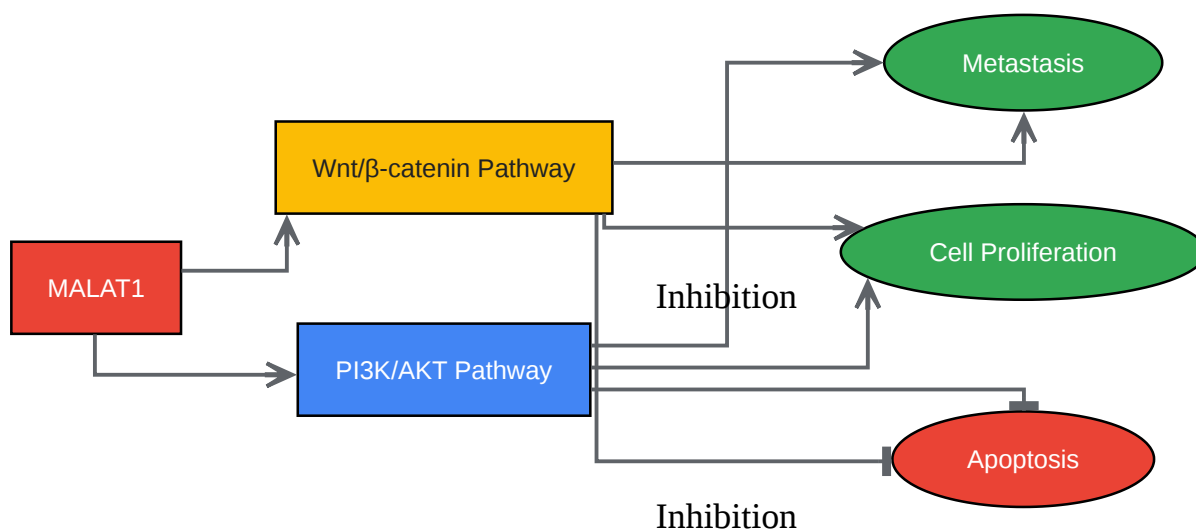 Metastasis
Wnt/β-catenin Pathway
Cell Proliferation
MALAT1
Inhibition
PI3K/AKT Pathway
Apoptosis
Inhibition